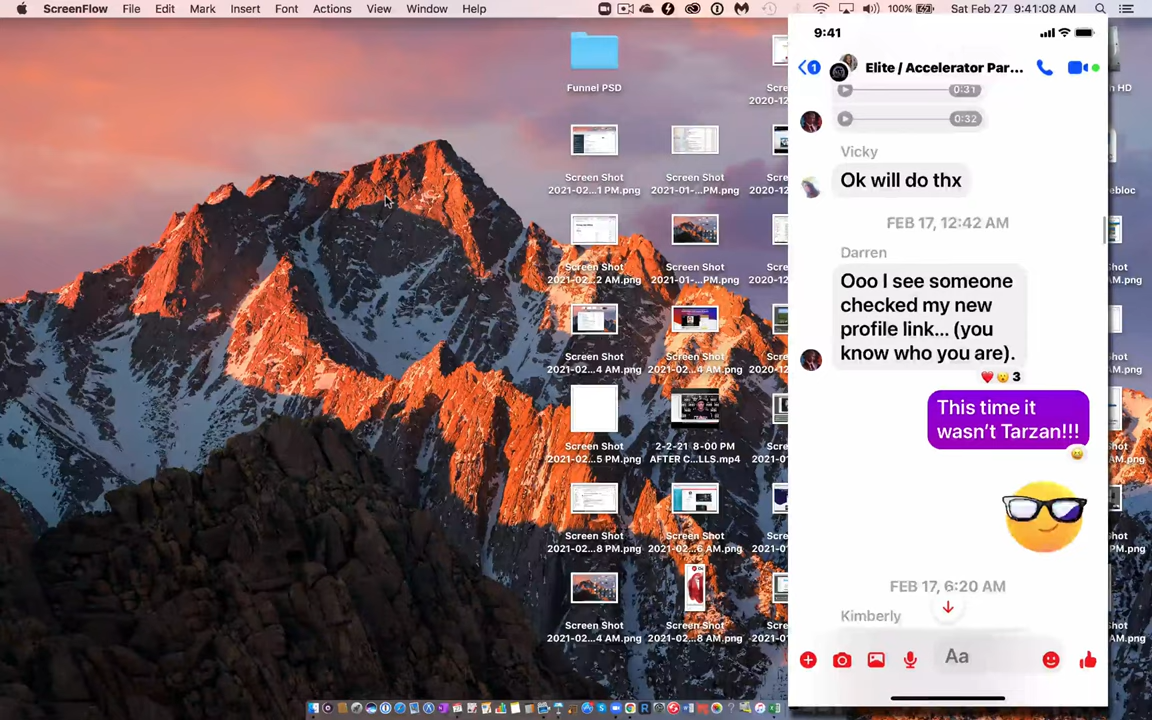 ScreenFlow File Edit Mark Insert Font Actions View Window Help
100% Sat Feb 27 9:41:08 AM
Funnel PSD
Screen Shot
2021-02...1 PM.png
Screen Shot
2021-01-...PM.png
Screen Shot
2021-02...2 AM.png
Screen Shot
2021-01-...PM.png
Screen Shot
2021-02...4 AM.png
Screen Shot
2021-02...4 AM.png
Screen Shot
2021-02...5 PM.png
2-2-21 8-00 PM
AFTER C...LLS.mp4
Screen Shot
2021-02...8 PM.png
Screen Shot
2021-02...6 AM.png
Screen Shot
2021-02...4 AM.png
Screen Shot
2021-02...8 AM.png
9:41
1
Elite / Accelerator Par...
0:31
0:32
Vicky
Ok will do thx
FEB 17, 12:42 AM
Darren
Ooo I see someone
checked my new
profile link... (you
know who you are).
3
This time it
wasn't Tarzan!!!
FEB 17, 6:20 AM
Kimberly
Aa